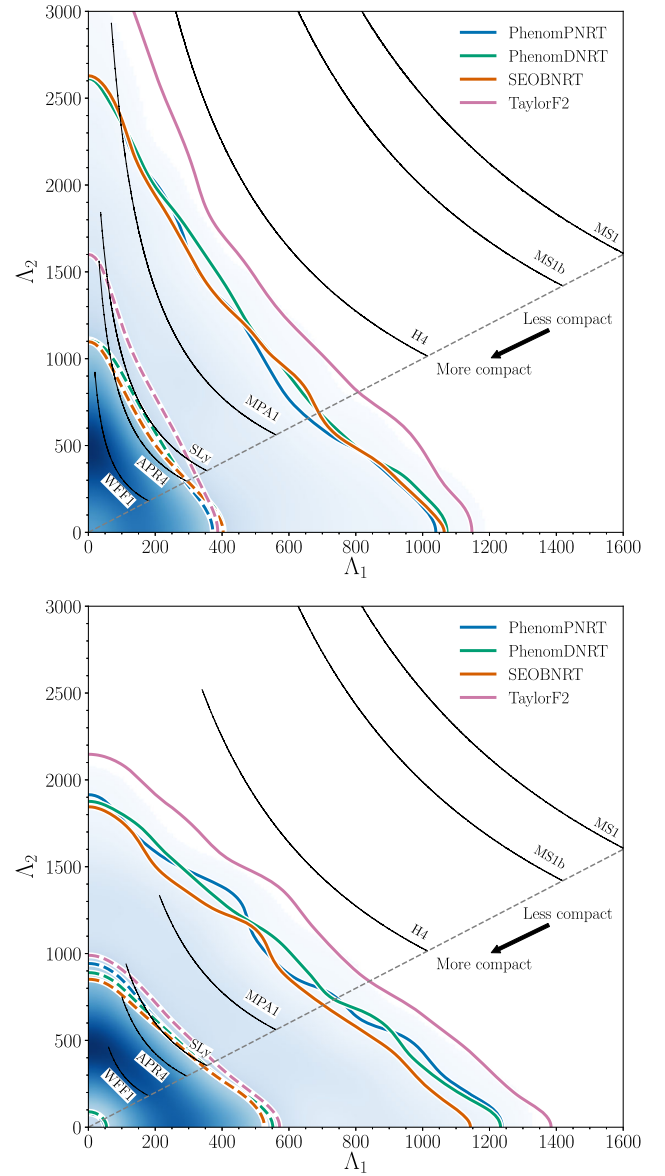 3000
2500
2000
1500
1000
500
0
Λ₂
PhenomPNRT
PhenomDNRT
SEOBNRT
TaylorF2
MS1
MS1b
H4
MPA1
SLy
APR4
WFF1
Less compact
More compact
0 200 400 600 800 1000 1200 1400 1600
Λ₁
3000
2500
2000
1500
1000
500
0
Λ₂
PhenomPNRT
PhenomDNRT
SEOBNRT
TaylorF2
MS1
MS1b
H4
MPA1
SLy
APR4
WFF1
Less compact
More compact
0 200 400 600 800 1000 1200 1400 1600
Λ₁